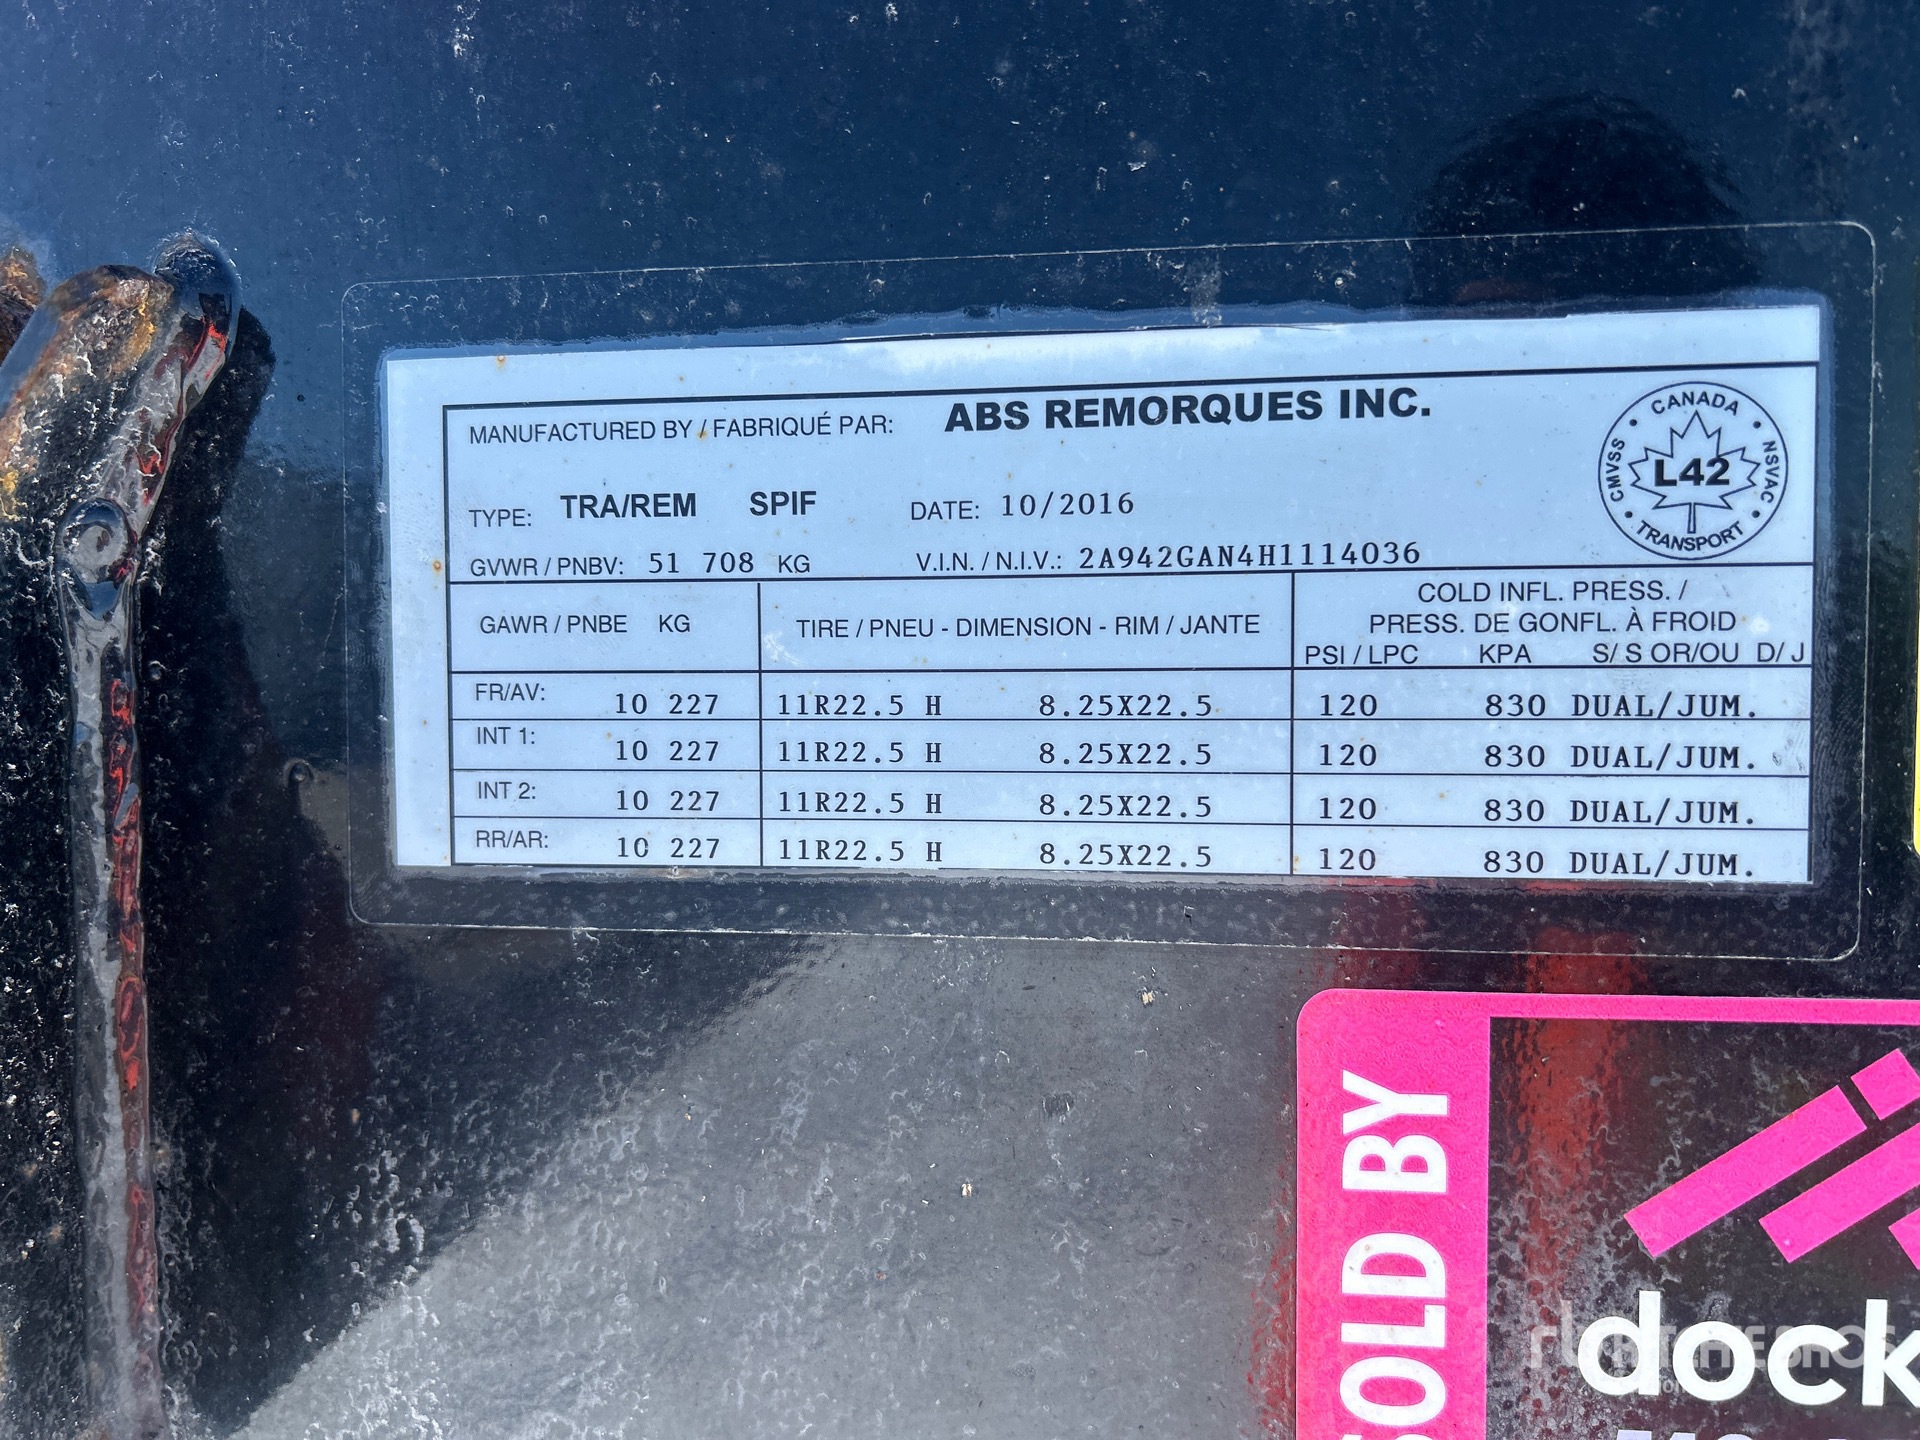 MANUFACTURED BY / FABRIQUÉ PAR: ABS REMORQUES INC.
TYPE: TRA/REM SPIF DATE: 10/2016
GVWR / PNBV: 51 708 KG V.I.N. / N.I.V.: 2A942GAN4H1114036
CANADA
CMVSS L42 NSVAC
TRANSPORT
GAWR / PNBE KG TIRE / PNEU - DIMENSION - RIM / JANTE COLD INFL. PRESS. /
PRESS. DE GONFL. À FROID
PSI / LPC KPA S/ S OR/OU D/ J
FR/AV: 10 227 11R22.5 H 8.25X22.5 120 830 DUAL/JUM.
INT 1: 10 227 11R22.5 H 8.25X22.5 120 830 DUAL/JUM.
INT 2: 10 227 11R22.5 H 8.25X22.5 120 830 DUAL/JUM.
RR/AR: 10 227 11R22.5 H 8.25X22.5 120 830 DUAL/JUM.
SOLD BY
dock